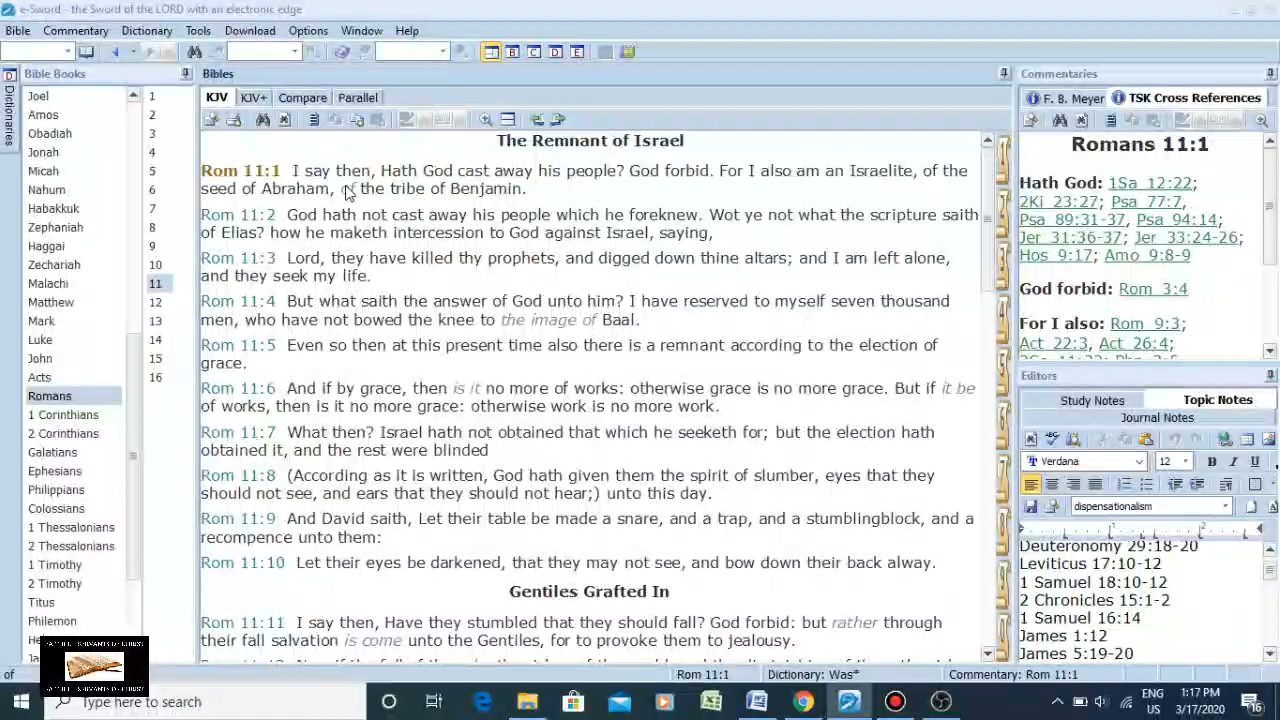 e-Sword - the Sword of the LORD with an electronic edge
Bible Commentary Dictionary Tools Download Options Window Help
B C D E
D Dictionaries
Bible Books
Joel
Amos
Obadiah
Jonah
Micah
Nahum
Habakkuk
Zephaniah
Haggai
Zechariah
Malachi
Matthew
Mark
Luke
John
Acts
Romans
1 Corinthians
2 Corinthians
Galatians
Ephesians
Philippians
Colossians
1 Thessalonians
2 Thessalonians
1 Timothy
2 Timothy
Titus
Philemon
1
2
3
4
5
6
7
8
9
10
11
12
13
14
15
16
Bibles
KJV KJV+ Compare Parallel
The Remnant of Israel
Rom 11:1 I say then, Hath God cast away his people? God forbid. For I also am an Israelite, of the
seed of Abraham, of the tribe of Benjamin.
Rom 11:2 God hath not cast away his people which he foreknew. Wot ye not what the scripture saith
of Elias? how he maketh intercession to God against Israel, saying,
Rom 11:3 Lord, they have killed thy prophets, and digged down thine altars; and I am left alone,
and they seek my life.
Rom 11:4 But what saith the answer of God unto him? I have reserved to myself seven thousand
men, who have not bowed the knee to the image of Baal.
Rom 11:5 Even so then at this present time also there is a remnant according to the election of
grace.
Rom 11:6 And if by grace, then is it no more of works: otherwise grace is no more grace. But if it be
of works, then is it no more grace: otherwise work is no more work.
Rom 11:7 What then? Israel hath not obtained that which he seeketh for; but the election hath
obtained it, and the rest were blinded
Rom 11:8 (According as it is written, God hath given them the spirit of slumber, eyes that they
should not see, and ears that they should not hear;) unto this day.
Rom 11:9 And David saith, Let their table be made a snare, and a trap, and a stumblingblock, and a
recompence unto them:
Rom 11:10 Let their eyes be darkened, that they may not see, and bow down their back alway.
Gentiles Grafted In
Rom 11:11 I say then, Have they stumbled that they should fall? God forbid: but rather through
their fall salvation is come unto the Gentiles, for to provoke them to jealousy.
Commentaries
F. B. Meyer TSK Cross References
Romans 11:1
Hath God: 1Sa 12:22;
2Ki 23:27; Psa 77:7,
Psa 89:31-37, Psa 94:14;
Jer 31:36-37; Jer 33:24-26;
Hos 9:17; Amo 9:8-9
God forbid: Rom 3:4
For I also: Rom 9:3;
Act 22:3, Act 26:4;
Editors
Study Notes Topic Notes
Journal Notes
Verdana 12 B I U
dispensationalism
1 2
Deuteronomy 29:18-20
Leviticus 17:10-12
1 Samuel 18:10-12
2 Chronicles 15:1-2
1 Samuel 16:14
James 1:12
James 5:19-20
of Rom 11:1 Dictionary: Was* Commentary: Rom 11:1
Type here to search
ENG
US
1:17 PM
3/17/2020
16